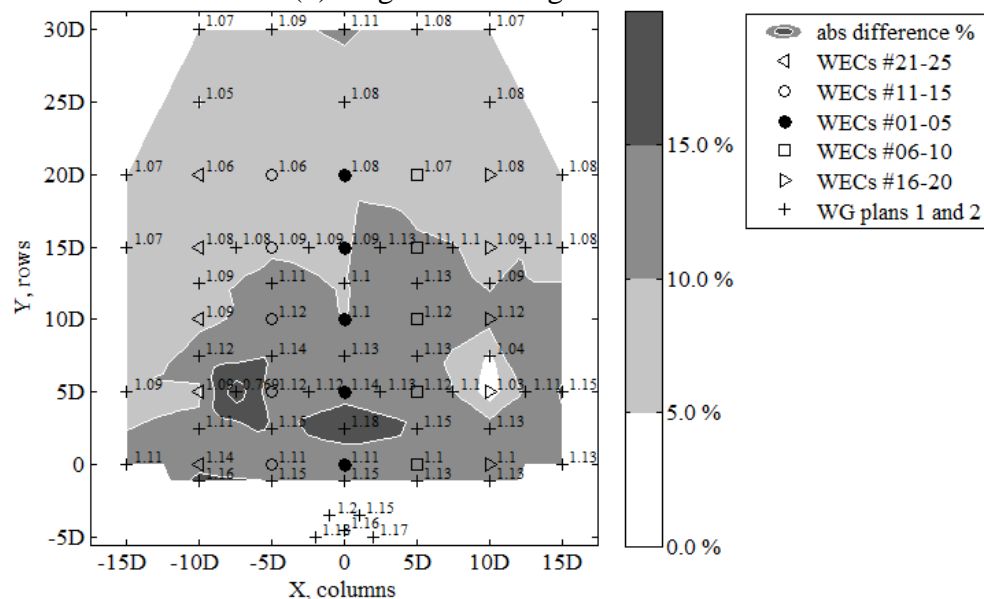 30D 1.07 1.09 1.11 1.08 1.07
25D 1.05 1.08 1.08
20D 1.07 1.06 1.06 1.08 1.07 1.08 1.08
15D 1.07 1.08 1.08 1.09 1.09 1.09 1.13 1.11 1.1 1.09 1.1 1.08
1.09 1.11 1.1 1.13 1.09
10D 1.09 1.12 1.1 1.12 1.12
1.12 1.14 1.13 1.13 1.04
5D 1.09 1.09 0.769 1.12 1.12 1.14 1.13 1.12 1.1 1.03 1.11 1.15
1.11 1.15 1.18 1.15 1.13
0 1.11 1.14 1.11 1.11 1.1 1.1 1.13
1.16 1.15 1.15 1.13 1.13
1.2 1.15
-5D 1.16 1.17
-15D -10D -5D 0 5D 10D 15D
X, columns
Y, rows
15.0 %
10.0 %
5.0 %
0.0 %
abs difference %
WECs #21-25
WECs #11-15
WECs #01-05
WECs #06-10
WECs #16-20
WG plans 1 and 2